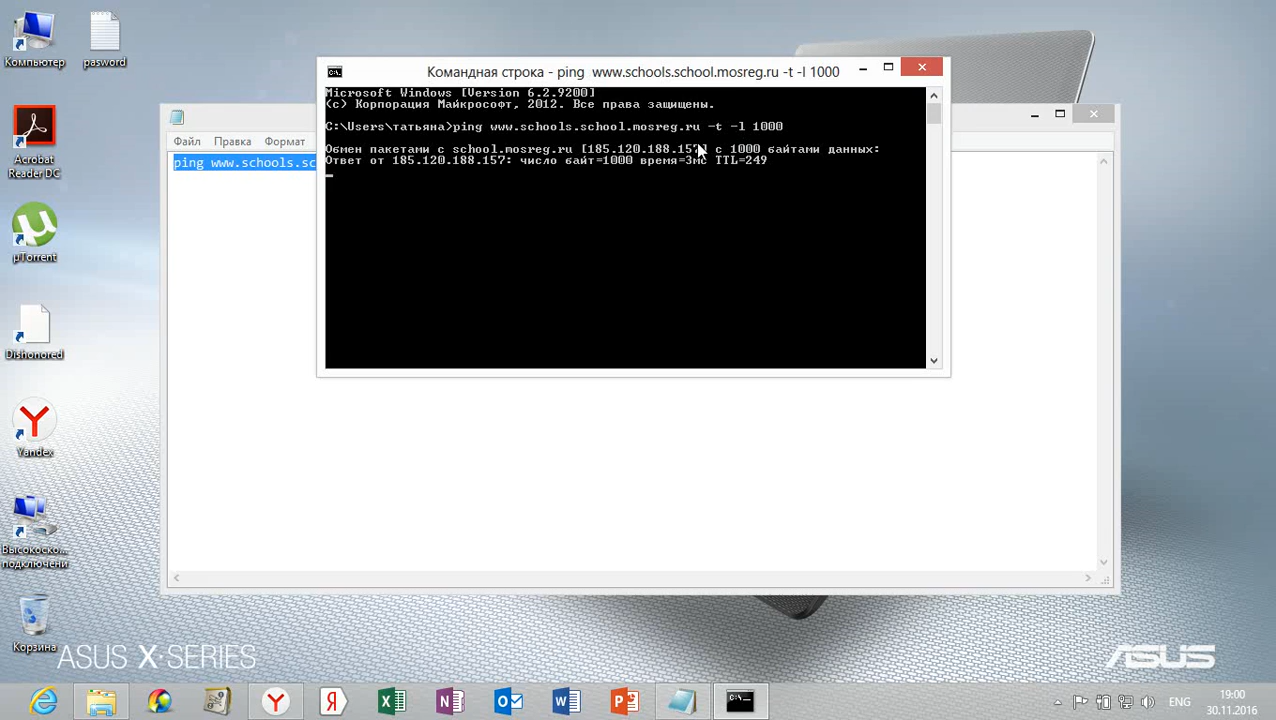 Компьютер
pasword
Acrobat
Reader DC
µTorrent
Dishonored
Yandex
Высокоско...
подключени
Корзина
Файл Правка Формат
ping www.schools.sc
Командная строка - ping www.schools.school.mosreg.ru -t -l 1000
Microsoft Windows [Version 6.2.9200]
(c) Корпорация Майкрософт, 2012. Все права защищены.
C:\Users\татьяна>ping www.schools.school.mosreg.ru -t -l 1000
Обмен пакетами с school.mosreg.ru [185.120.188.157] с 1000 байтами данных:
Ответ от 185.120.188.157: число байт=1000 время=3мс TTL=249
ASUS X-SERIES
ASUS
ENG
19:00
30.11.2016